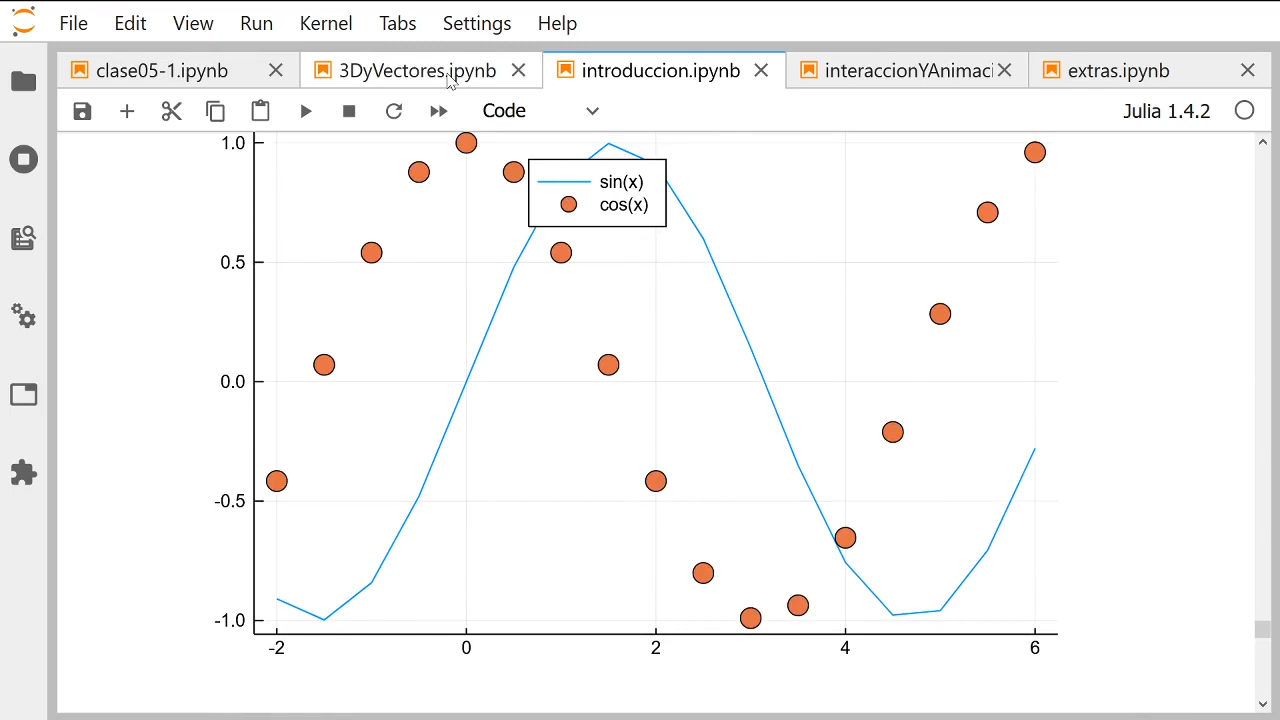 File Edit View Run Kernel Tabs Settings Help
clase05-1.ipynb 3DyVectores.ipynb introduccion.ipynb interaccionYAnimaci extras.ipynb
Code Julia 1.4.2
1.0
sin(x)
cos(x)
0.5
0.0
-0.5
-1.0
-2 0 2 4 6